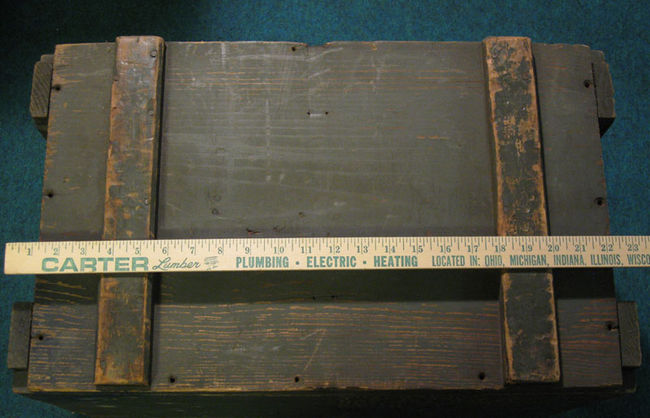 1 2 3 4 5 6 7 8 9 10 11 12 13 14 15 16 17 18 19 20 21 22 23
CARTER Lumber PLUMBING • ELECTRIC • HEATING LOCATED IN: OHIO, MICHIGAN, INDIANA, ILLINOIS, WISCO